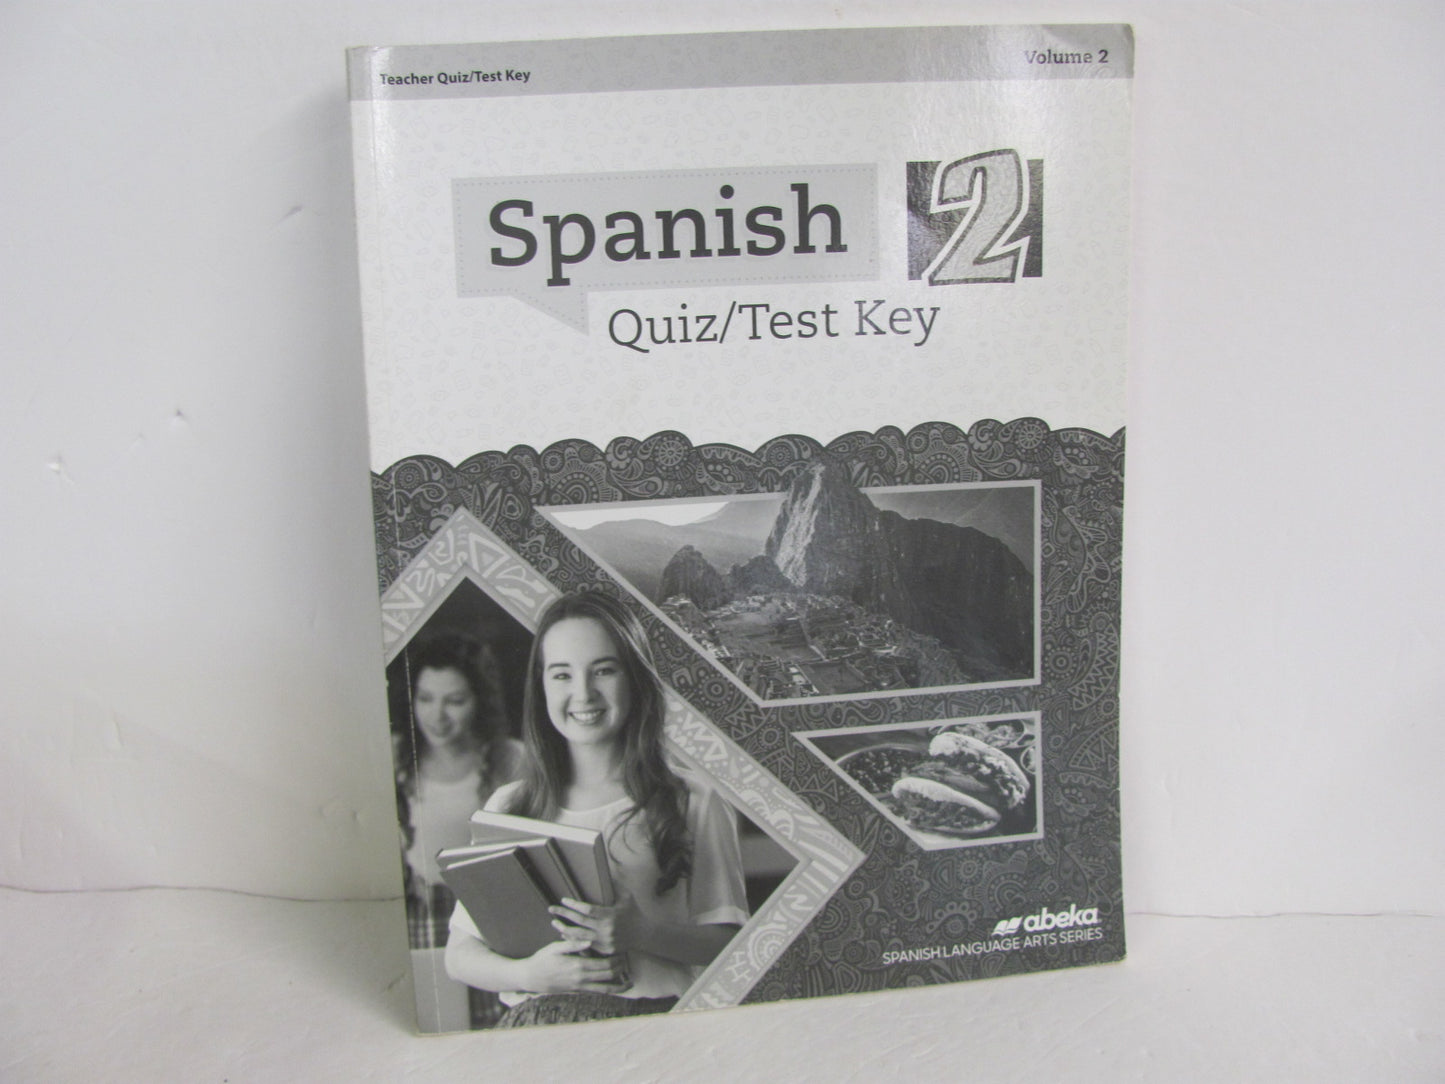 Teacher Quiz/Test Key
Volume 2
Spanish 2
Quiz/Test Key
abeka
SPANISH LANGUAGE ARTS SERIES